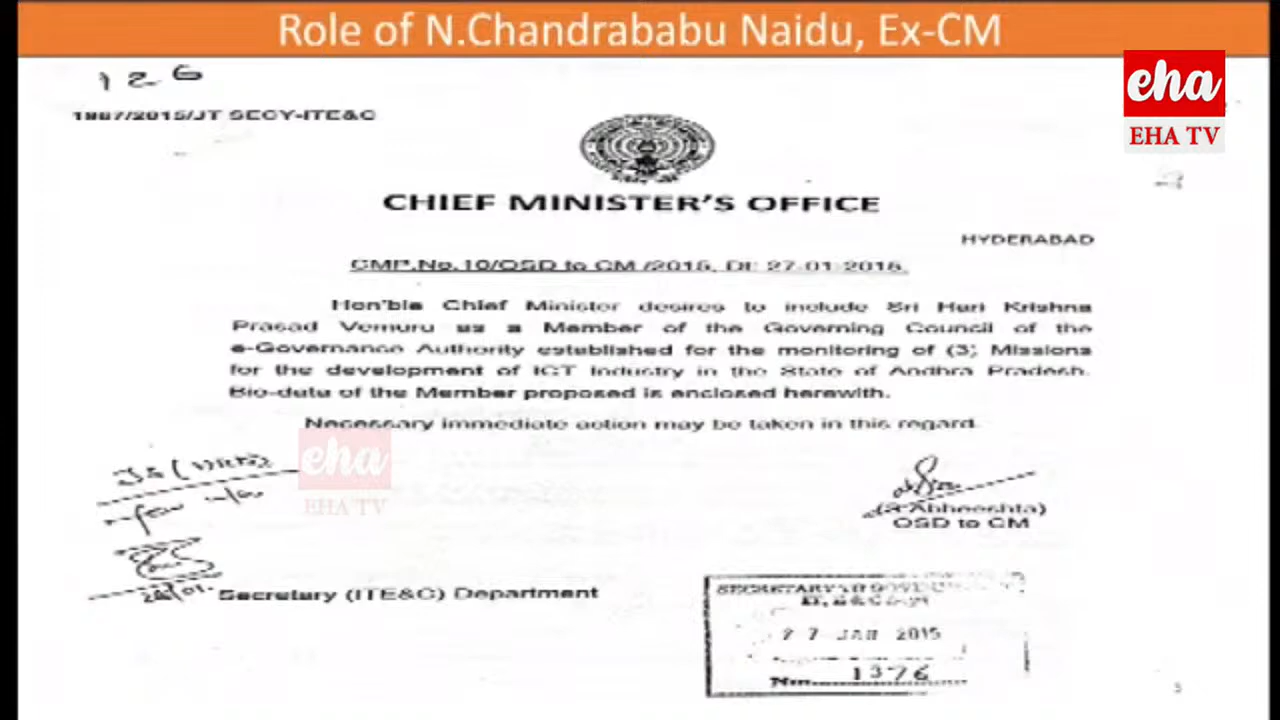 Role of N.Chandrababu Naidu, Ex-CM
eha
EHA TV
126
1987/2015/JT SECY-ITE&C
CHIEF MINISTER'S OFFICE
HYDERABAD
CMP.No.10/OSD to CM /2015, Dt: 27-01-2015.
Hon'ble Chief Minister desires to include Sri Hari Krishna
Prasad Vemuru as a Member of the Governing Council of the
e-Governance Authority established for the monitoring of (3) Missions
for the development of ICT Industry in the State of Andhra Pradesh.
Bio-data of the Member proposed is enclosed herewith.
Necessary immediate action may be taken in this regard.
eha
EHA TV
(S Abheeshta)
OSD to CM
Secretary (ITE&C) Department
27 JAN 2015
1376